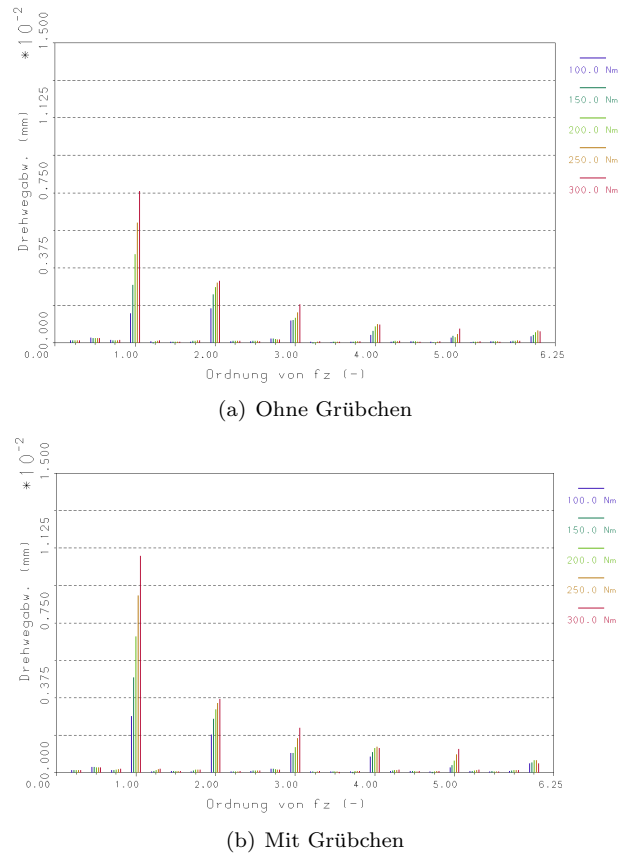 *10^-2
1.500
1.125
0.750
0.375
0.000
Drehwegabw. (mm)
100.0 Nm
150.0 Nm
200.0 Nm
250.0 Nm
300.0 Nm
0.00 1.00 2.00 3.00 4.00 5.00 6.25
Ordnung von fz (-)
(a) Ohne Grübchen
*10^-2
1.500
1.125
0.750
0.375
0.000
Drehwegabw. (mm)
100.0 Nm
150.0 Nm
200.0 Nm
250.0 Nm
300.0 Nm
0.00 1.00 2.00 3.00 4.00 5.00 6.25
Ordnung von fz (-)
(b) Mit Grübchen